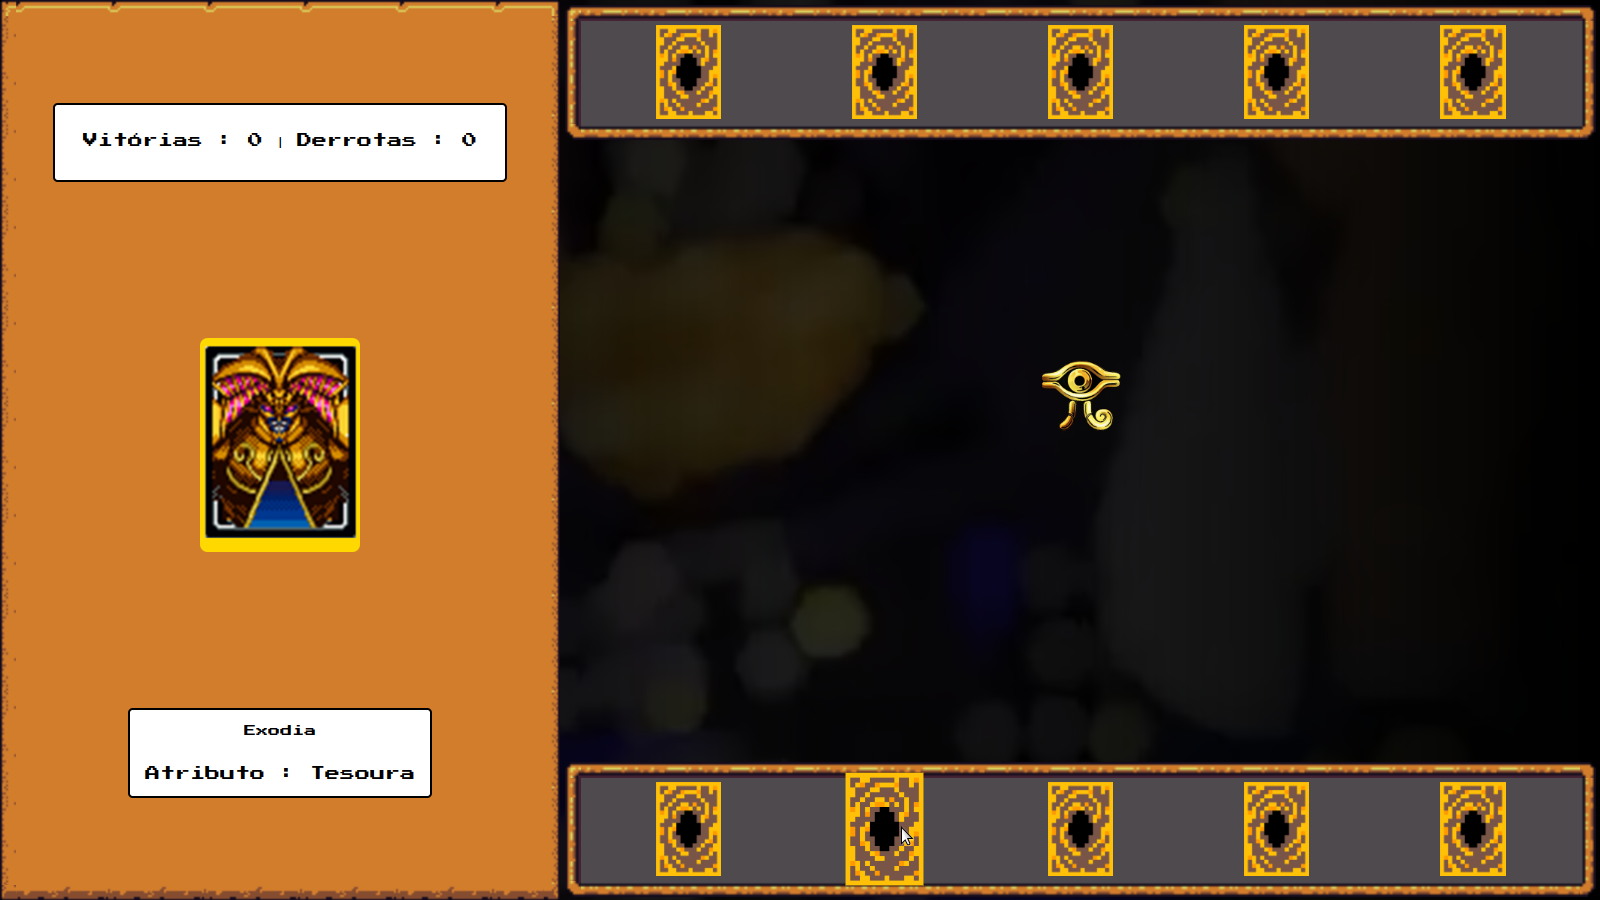 Vitórias : 0 | Derrotas : 0
Exodia
Atributo : Tesoura